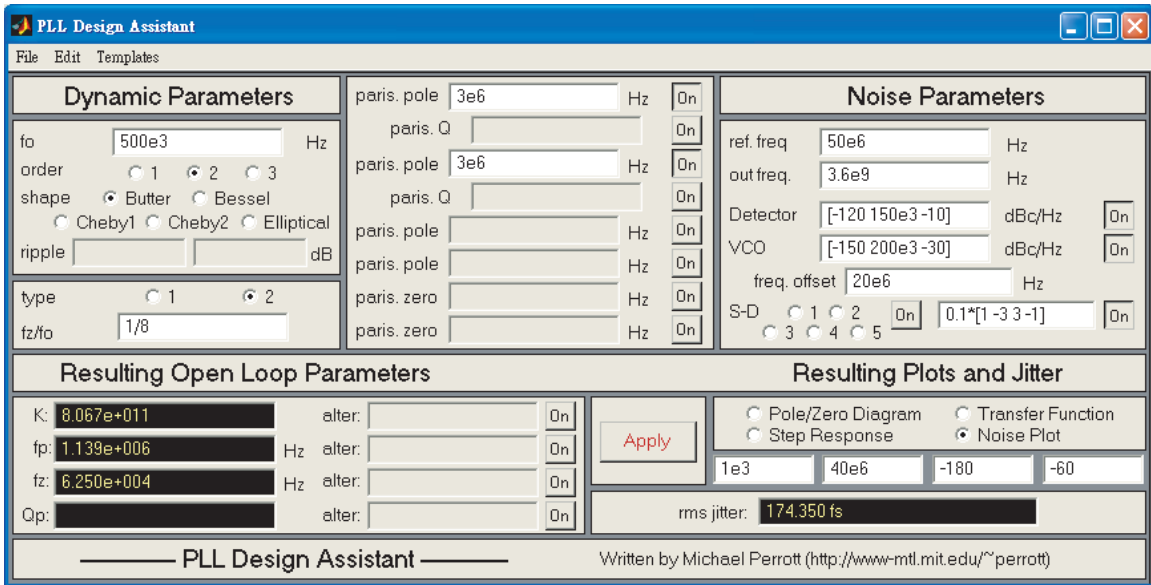 PLL Design Assistant
File Edit Templates
Dynamic Parameters
fo 500e3 Hz
order 1 2 3
shape Butter Bessel
Cheby1 Cheby2 Elliptical
ripple dB
type 1 2
fz/fo 1/8
paris. pole 3e6 Hz On
paris. Q On
paris. pole 3e6 Hz On
paris. Q On
paris. pole Hz On
paris. pole Hz On
paris. zero Hz On
paris. zero Hz On
Noise Parameters
ref. freq 50e6 Hz
out freq. 3.6e9 Hz
Detector [-120 150e3 -10] dBc/Hz On
VCO [-150 200e3 -30] dBc/Hz On
freq. offset 20e6 Hz
S-D 1 2 On 0.1*[1 -3 3 -1] On
3 4 5
Resulting Open Loop Parameters
K: 8.067e+011 alter: On
fp: 1.139e+006 Hz alter: On
fz: 6.250e+004 Hz alter: On
Qp: alter: On
Resulting Plots and Jitter
Apply
Pole/Zero Diagram Transfer Function
Step Response Noise Plot
1e3 40e6 -180 -60
rms jitter: 174.350 fs
PLL Design Assistant
Written by Michael Perrott (http://www-mtl.mit.edu/~perrott)